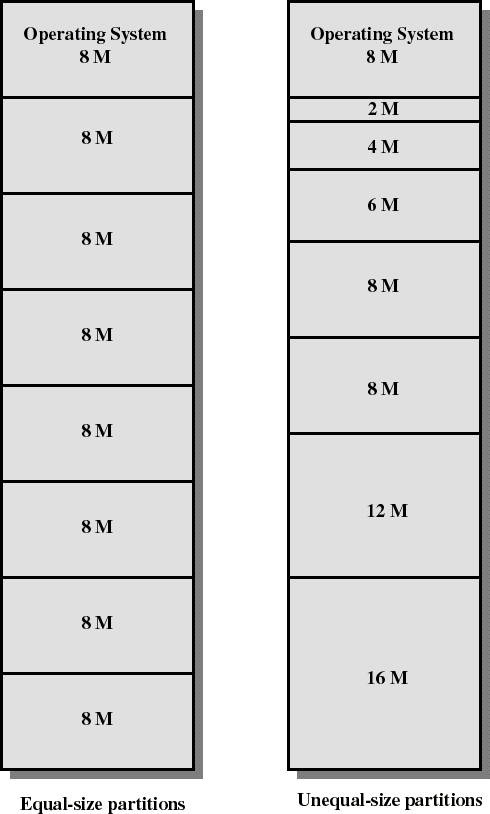 Operating System
8 M
8 M
8 M
8 M
8 M
8 M
8 M
8 M
Equal-size partitions
Operating System
8 M
2 M
4 M
6 M
8 M
8 M
12 M
16 M
Unequal-size partitions